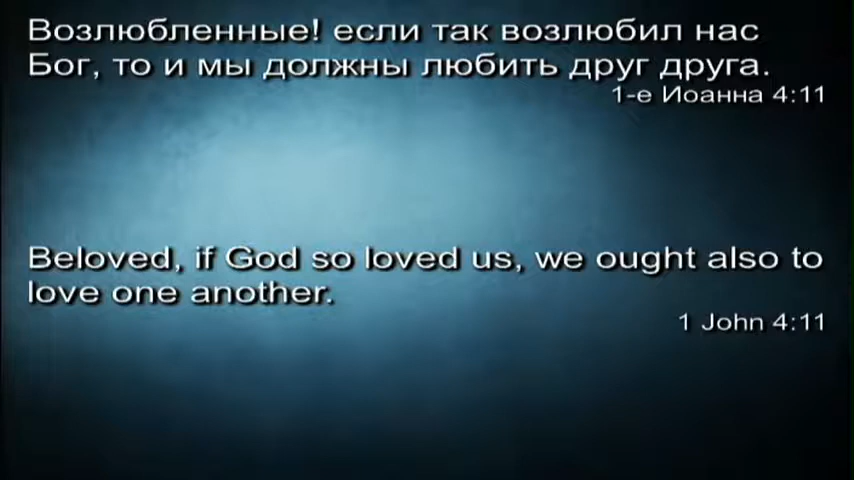 Возлюбленные! если так возлюбил нас
Бог, то и мы должны любить друг друга.
1-е Иоанна 4:11
Beloved, if God so loved us, we ought also to
love one another.
1 John 4:11